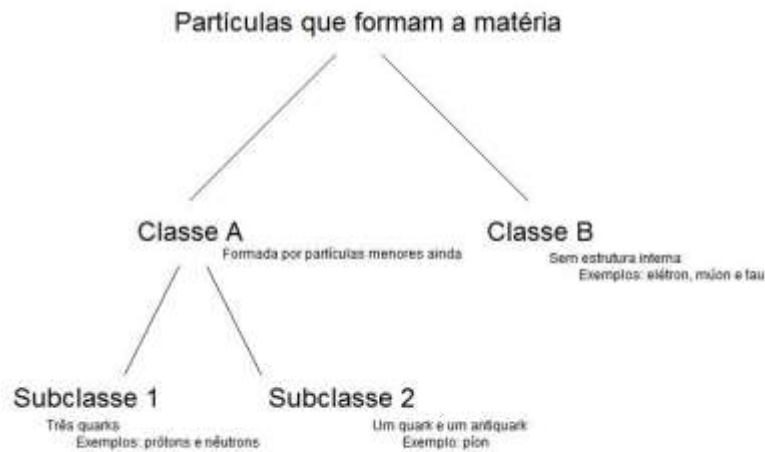 Partículas que formam a matéria
Classe A
Formada por partículas menores ainda
Classe B
Sem estrutura interna
Exemplos: elétron, múon e tau
Subclasse 1
Três quarks
Exemplos: prótons e nêutrons
Subclasse 2
Um quark e um antiquark
Exemplo: píon